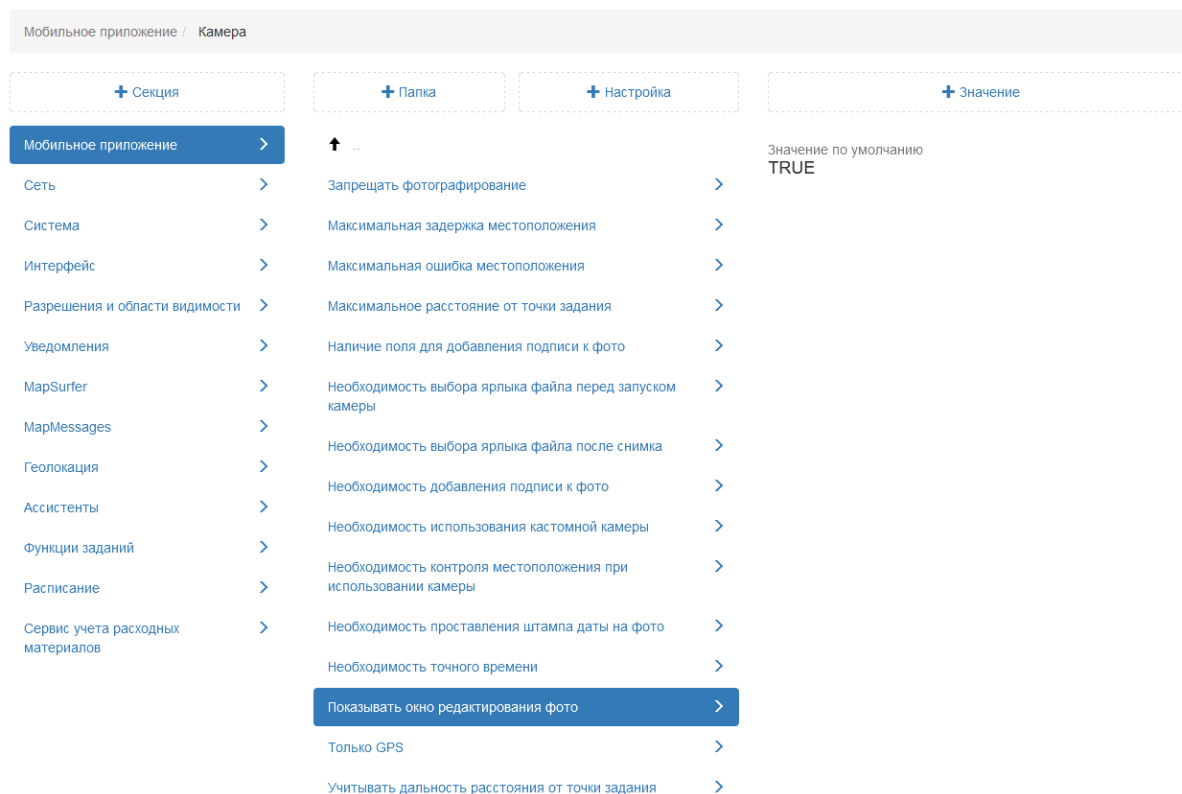 Мобильное приложение / Камера
+ Секция
+ Папка
+ Настройка
+ Значение
Мобильное приложение
Сеть
Система
Интерфейс
Разрешения и области видимости
Уведомления
MapSurfer
MapMessages
Геолокация
Ассистенты
Функции заданий
Расписание
Сервис учета расходных
материалов
..
Запрещать фотографирование
Максимальная задержка местоположения
Максимальная ошибка местоположения
Максимальное расстояние от точки задания
Наличие поля для добавления подписи к фото
Необходимость выбора ярлыка файла перед запуском
камеры
Необходимость выбора ярлыка файла после снимка
Необходимость добавления подписи к фото
Необходимость использования кастомной камеры
Необходимость контроля местоположения при
использовании камеры
Необходимость проставления штампа даты на фото
Необходимость точного времени
Показывать окно редактирования фото
Только GPS
Учитывать дальность расстояния от точки задания
Значение по умолчанию
TRUE